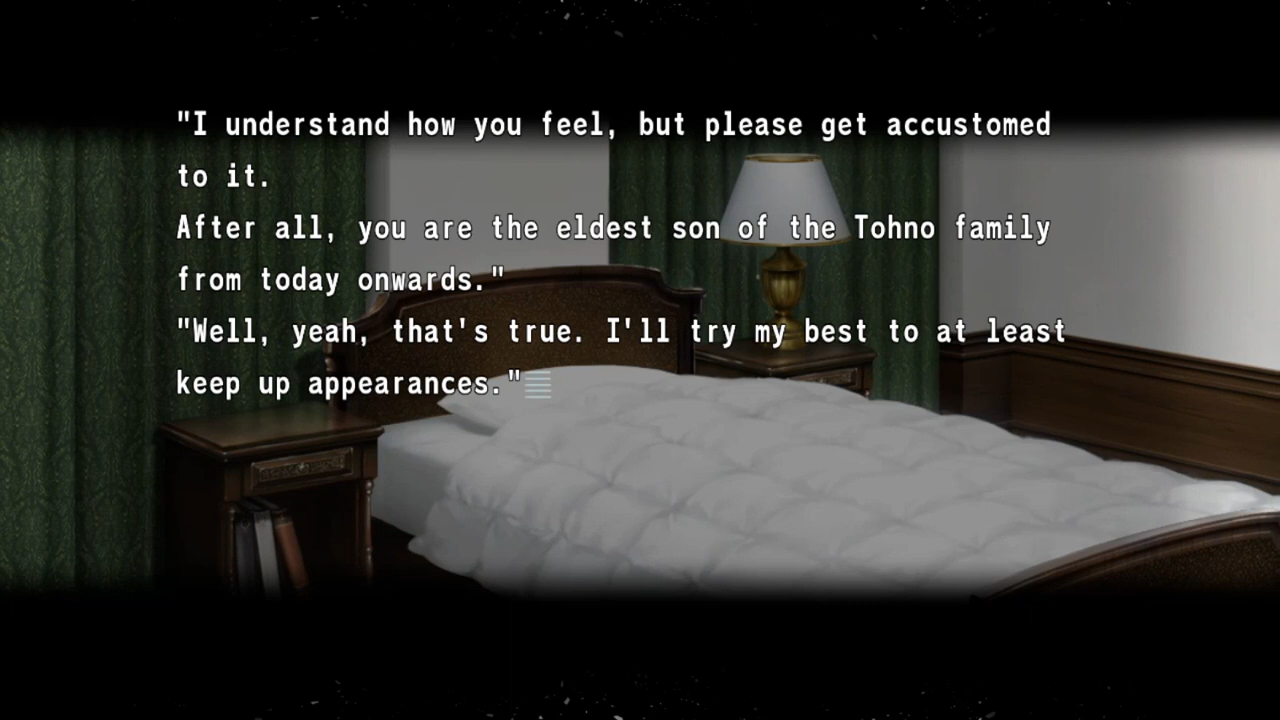 "I understand how you feel, but please get accustomed
to it.
After all, you are the eldest son of the Tohno family
from today onwards."
"Well, yeah, that's true. I'll try my best to at least
keep up appearances."